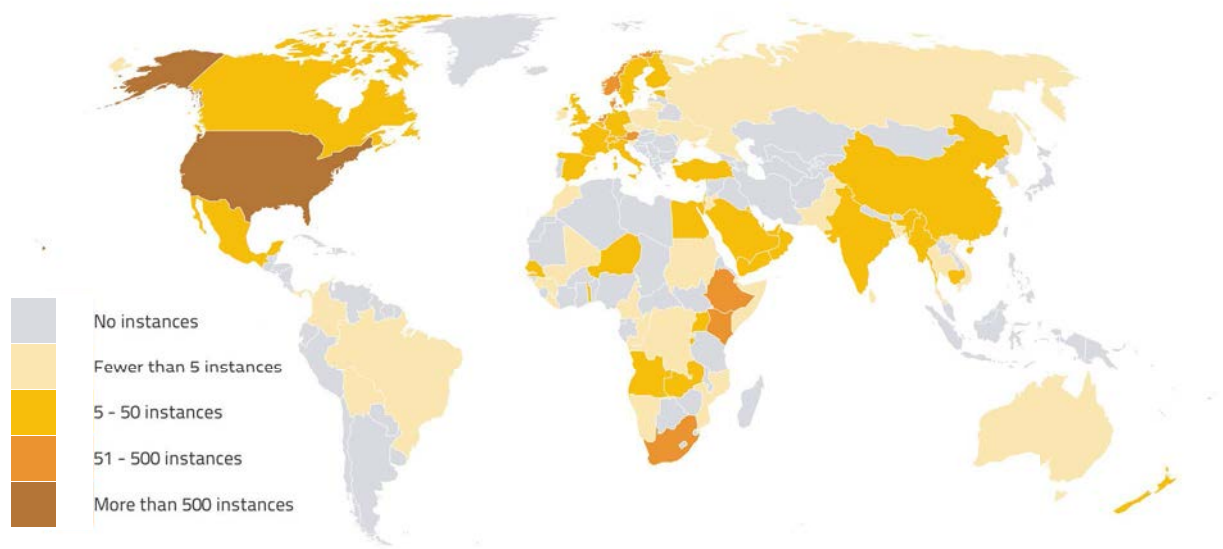 No instances
Fewer than 5 instances
5 - 50 instances
51 - 500 instances
More than 500 instances